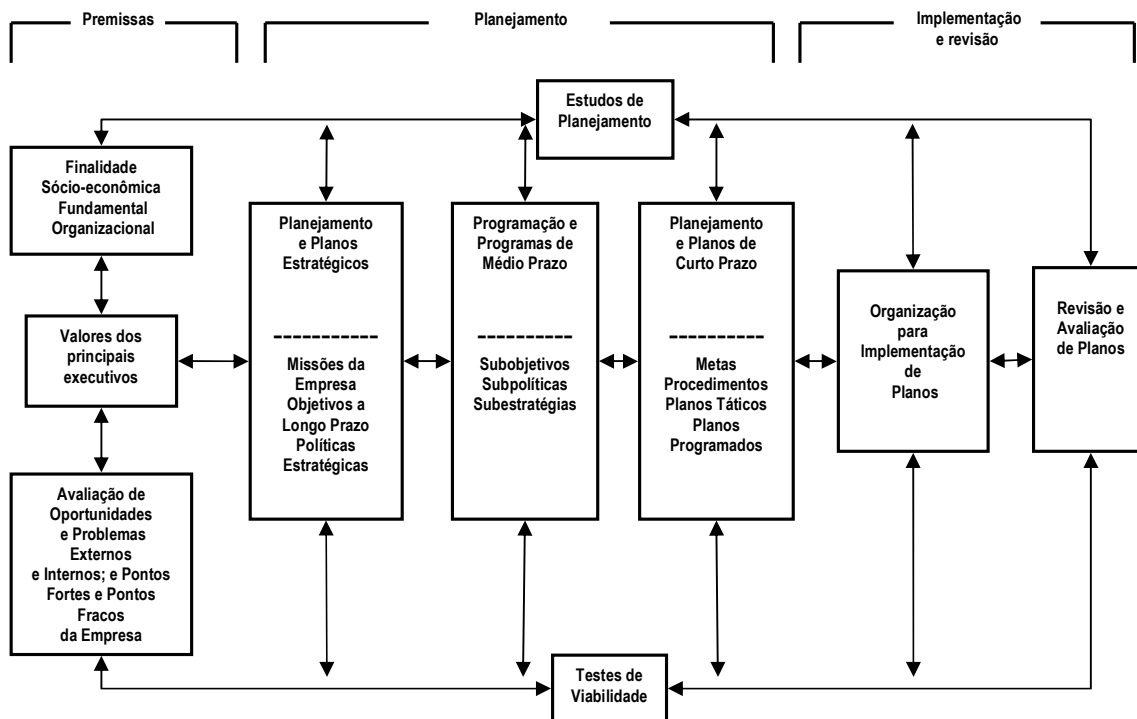 Premissas
Planejamento
Implementação
e revisão
Estudos de
Planejamento
Finalidade
Sócio-econômica
Fundamental
Organizacional
Valores dos
principais
executivos
Avaliação de
Oportunidades
e Problemas
Externos
e Internos; e Pontos
Fortes e Pontos
Fracos
da Empresa
Planejamento
e Planos
Estratégicos
Missões da
Empresa
Objetivos a
Longo Prazo
Políticas
Estratégicas
Programação e
Programas de
Médio Prazo
Subobjetivos
Subpolíticas
Subestratégias
Planejamento
e Planos de
Curto Prazo
Metas
Procedimentos
Planos Táticos
Planos
Programados
Organização
para
Implementação
de
Planos
Revisão e
Avaliação
de Planos
Testes de
Viabilidade